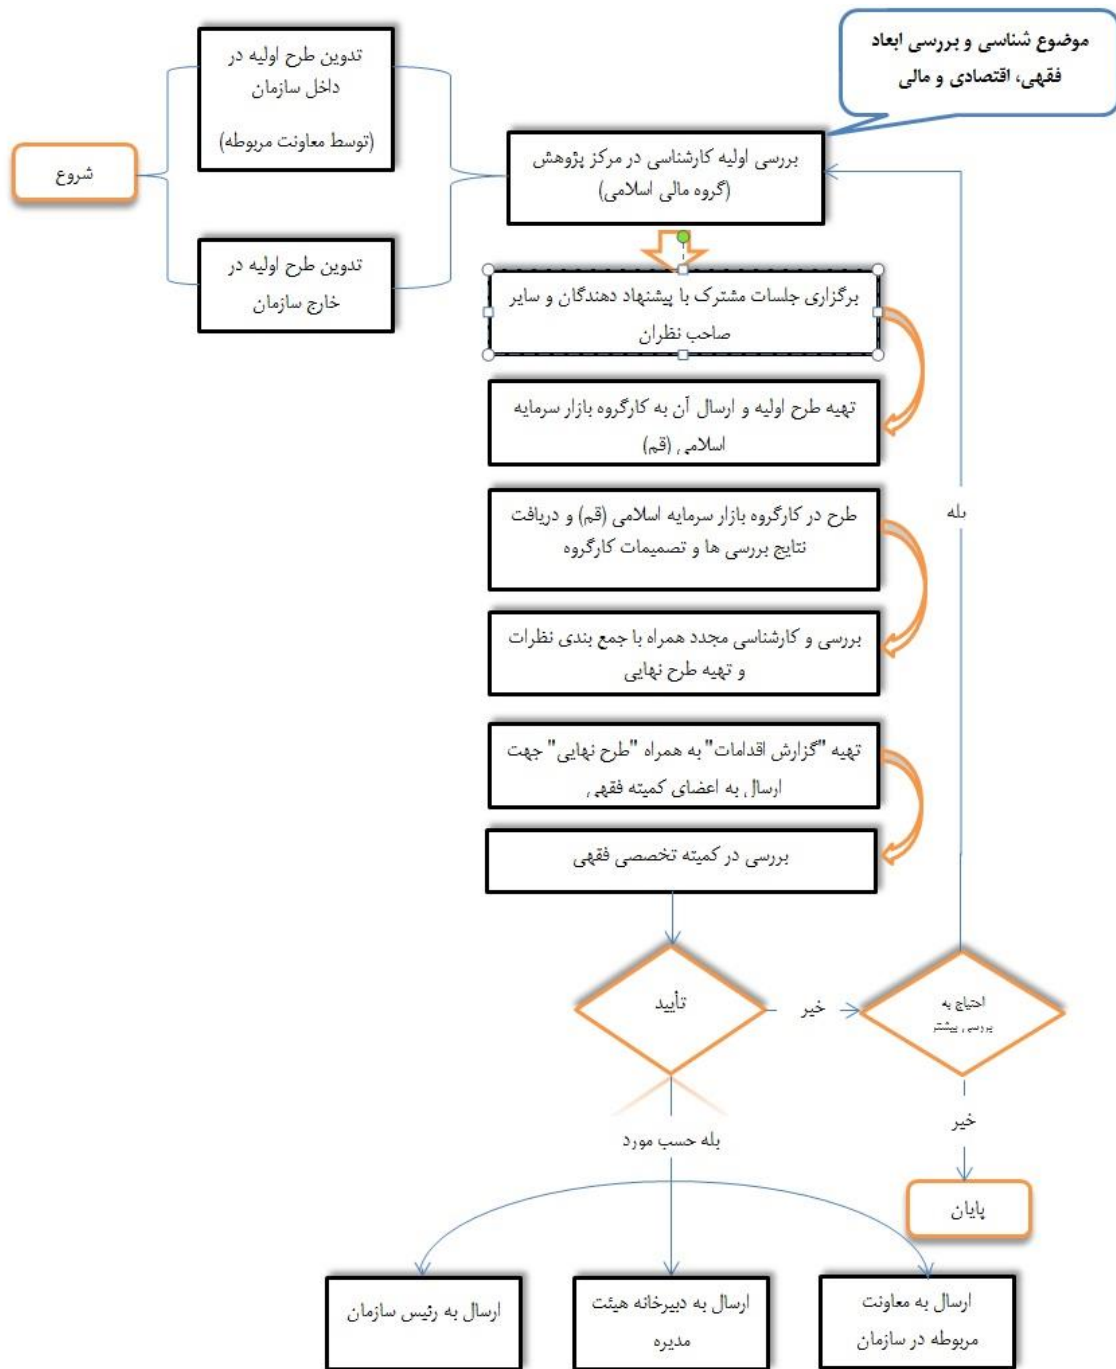 موضوع شناسی و بررسی ابعاد
فقهی، اقتصادی و مالی
تدوین طرح اولیه در
داخل سازمان
(توسط معاونت مربوطه)
شروع
بررسی اولیه کارشناسی در مرکز پژوهش
(گروه مالی اسلامی)
تدوین طرح اولیه در
خارج سازمان
برگزاری جلسات مشترک با پیشنهاد دهندگان و سایر
صاحب نظران
تهیه طرح اولیه و ارسال آن به کارگروه بازار سرمایه
اسلامی (قم)
طرح در کارگروه بازار سرمایه اسلامی (قم) و دریافت
نتایج بررسی ها و تصمیمات کارگروه
بله
بررسی و کارشناسی مجدد همراه با جمع بندی نظرات
و تهیه طرح نهایی
تهیه "گزارش اقدامات" به همراه "طرح نهایی" جهت
ارسال به اعضای کمیته فقهی
بررسی در کمیته تخصصی فقهی
تأیید
خیر
احتیاج به
بررسی بیشتر
خیر
بله حسب مورد
پایان
ارسال به معاونت
مربوطه در سازمان
ارسال به دبیرخانه هیئت
مدیره
ارسال به رئیس سازمان